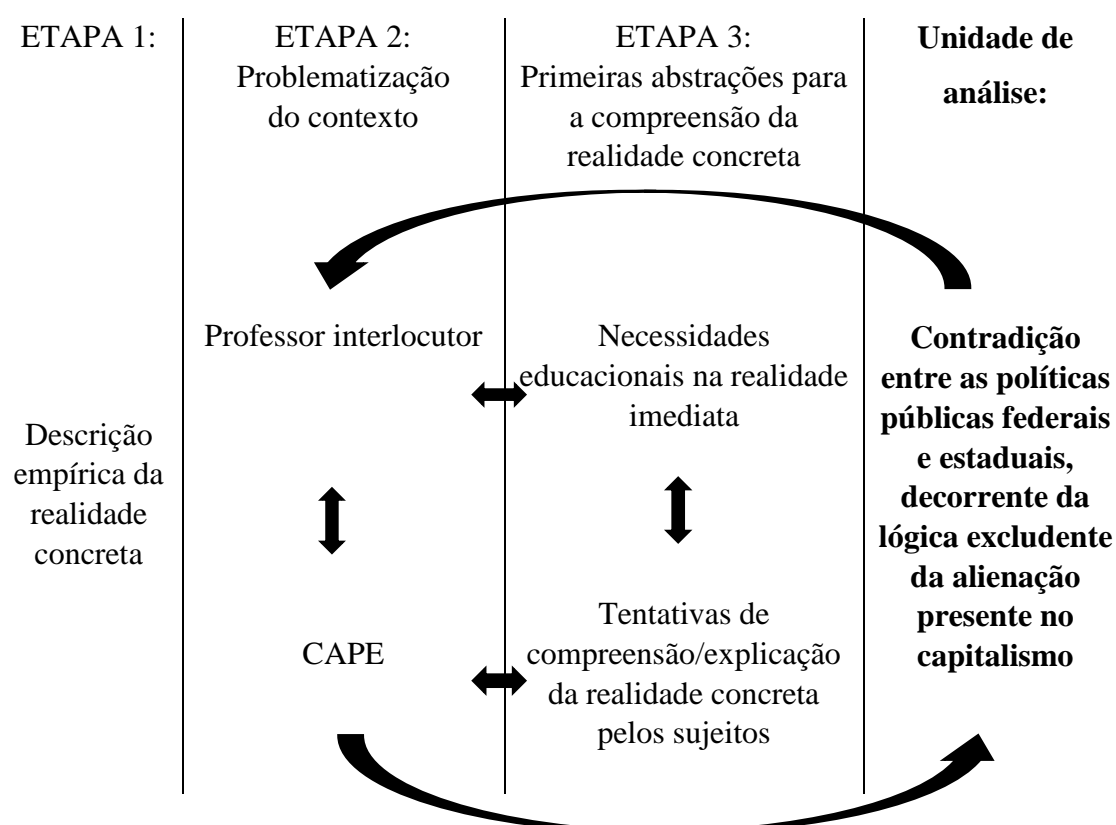 ETAPA 1:
ETAPA 2:
Problematização
do contexto
ETAPA 3:
Primeiras abstrações para
a compreensão da
realidade concreta
Unidade de
análise:
Descrição
empírica da
realidade
concreta
Professor interlocutor
CAPE
Necessidades
educacionais na realidade
imediata
Tentativas de
compreensão/explicação
da realidade concreta
pelos sujeitos
Contradição
entre as políticas
públicas federais
e estaduais,
decorrente da
lógica excludente
da alienação
presente no
capitalismo